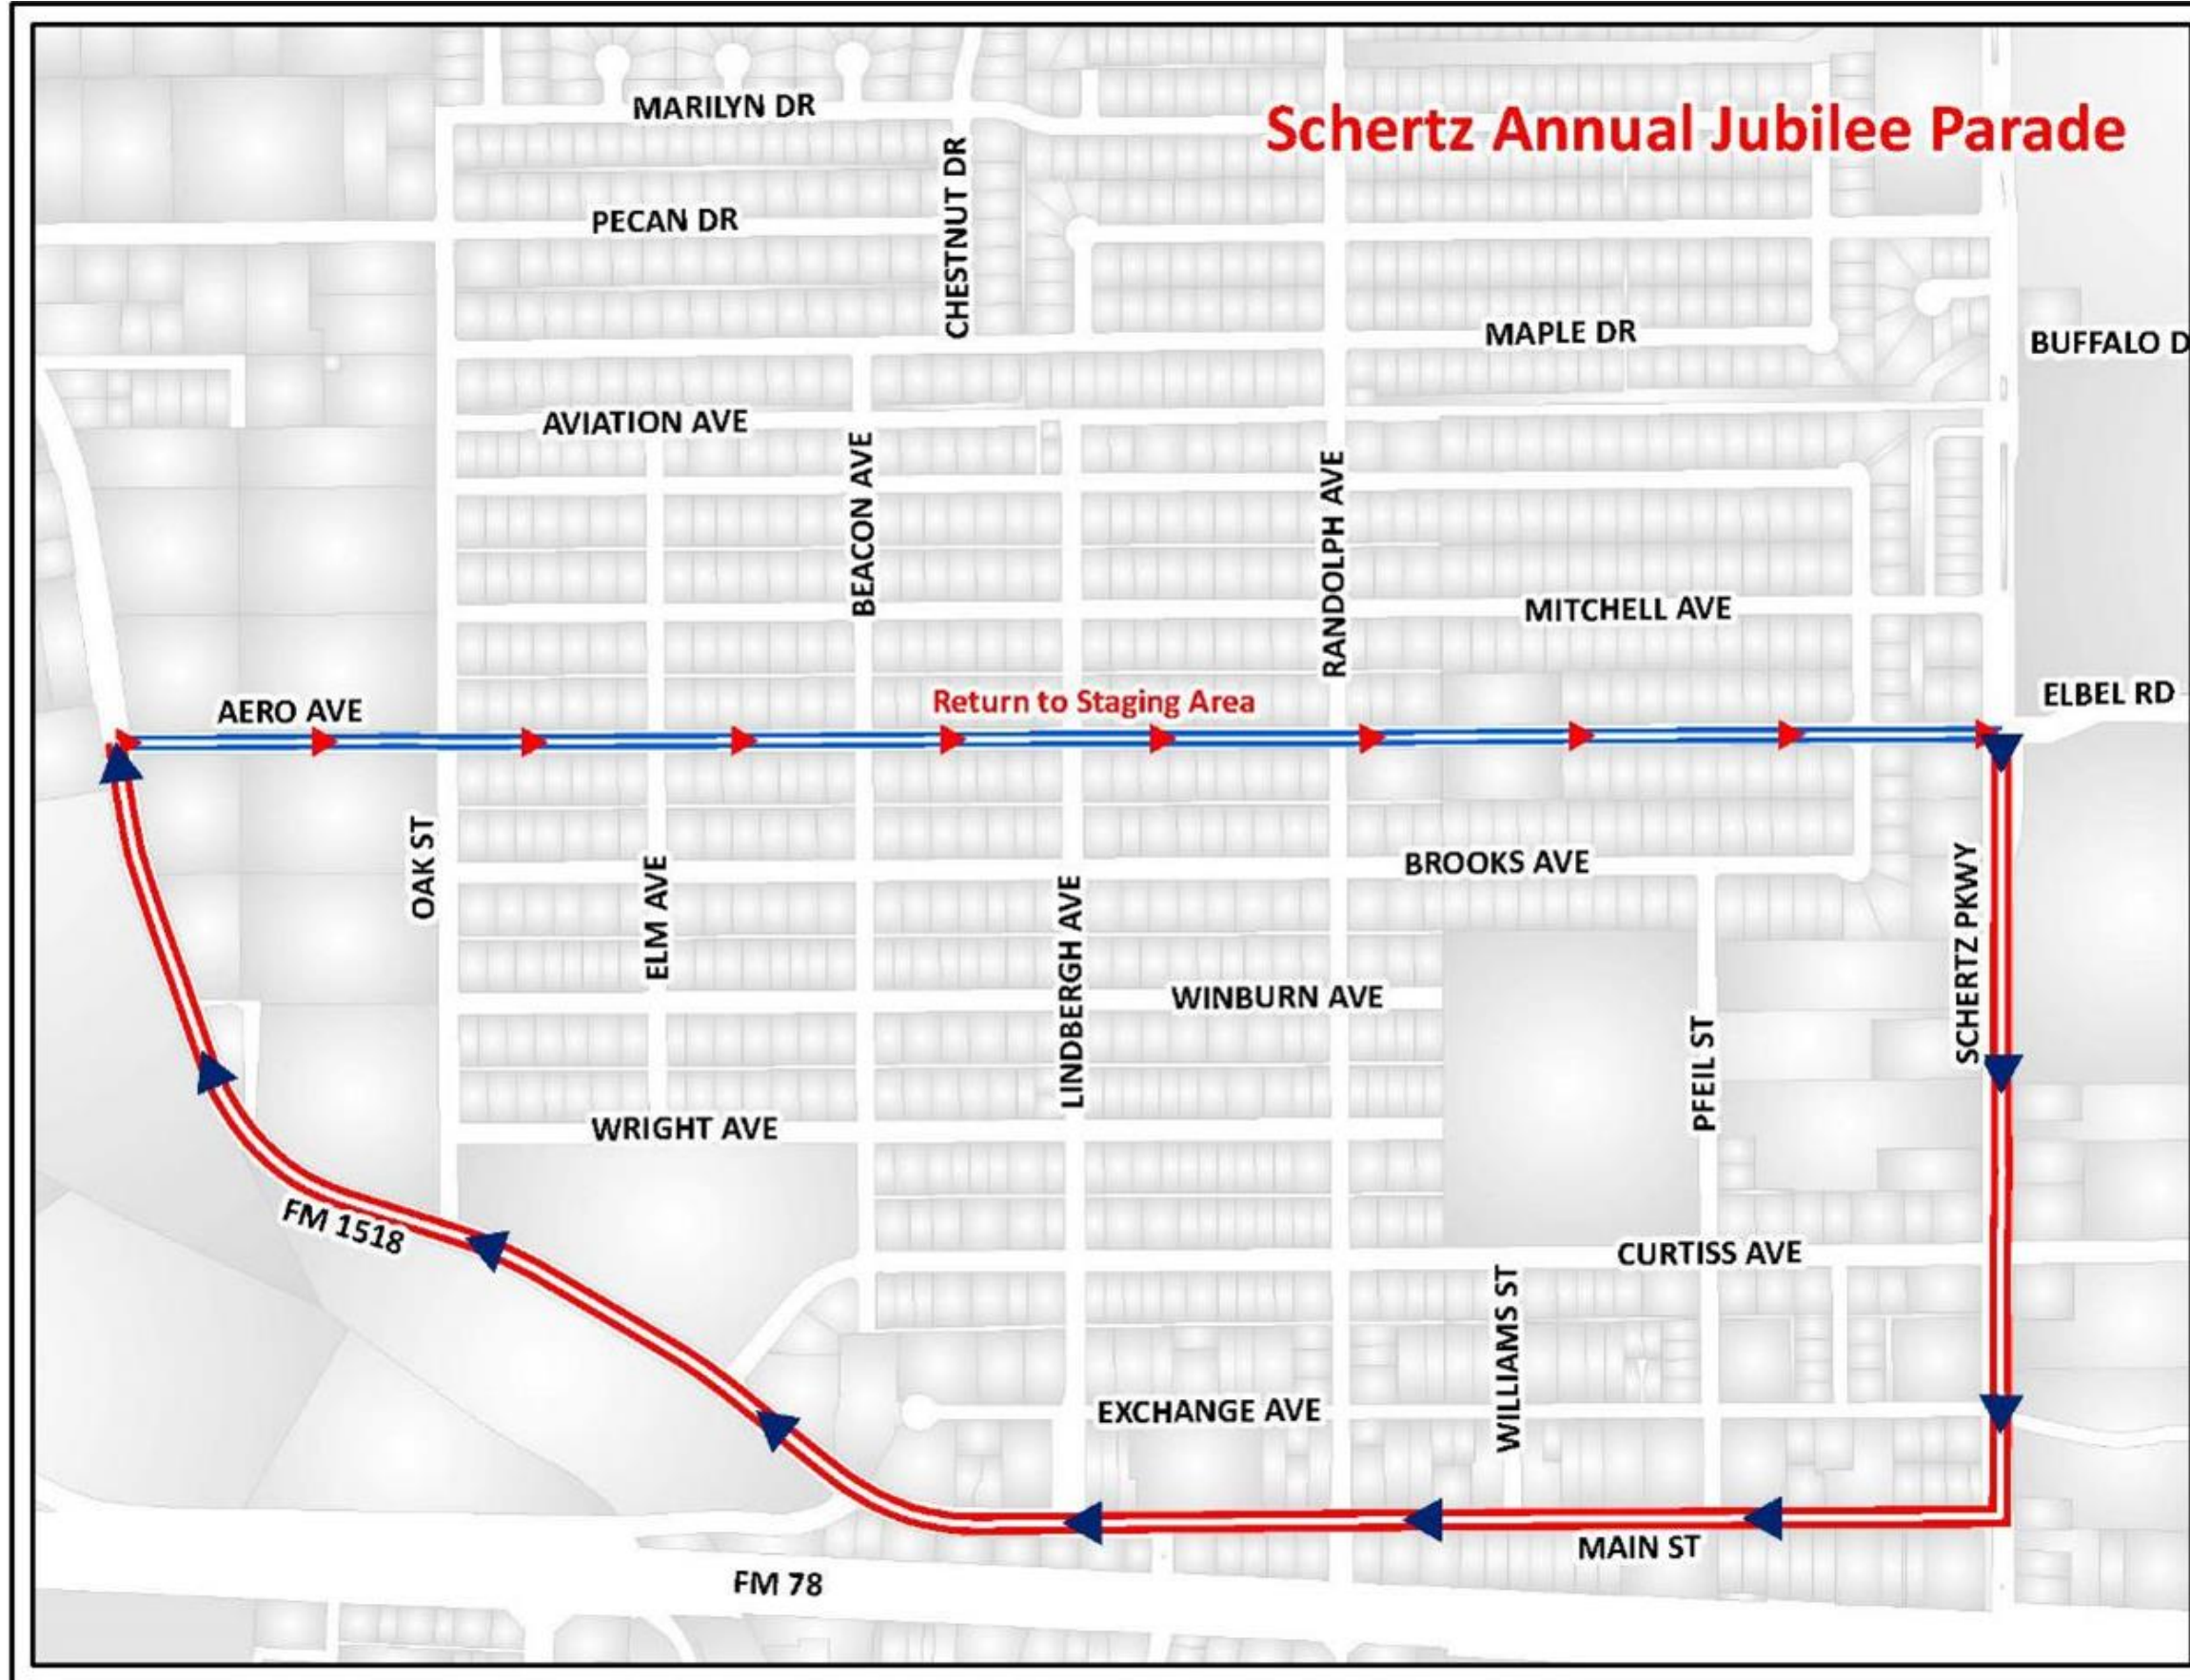 MARILYN DR
Schertz Annual Jubilee Parade
CHESTNUT DR
PECAN DR
MAPLE DR
BUFFALO D
AVIATION AVE
BEACON AVE
RANDOLPH AVE
MITCHELL AVE
ELBEL RD
AERO AVE
Return to Staging Area
OAK ST
ELM AVE
BROOKS AVE
SCHERTZ PKWY
LINDBERGH AVE
WINBURN AVE
PFEIL ST
WRIGHT AVE
FM 1518
CURTISS AVE
WILLIAMS ST
EXCHANGE AVE
MAIN ST
FM 78